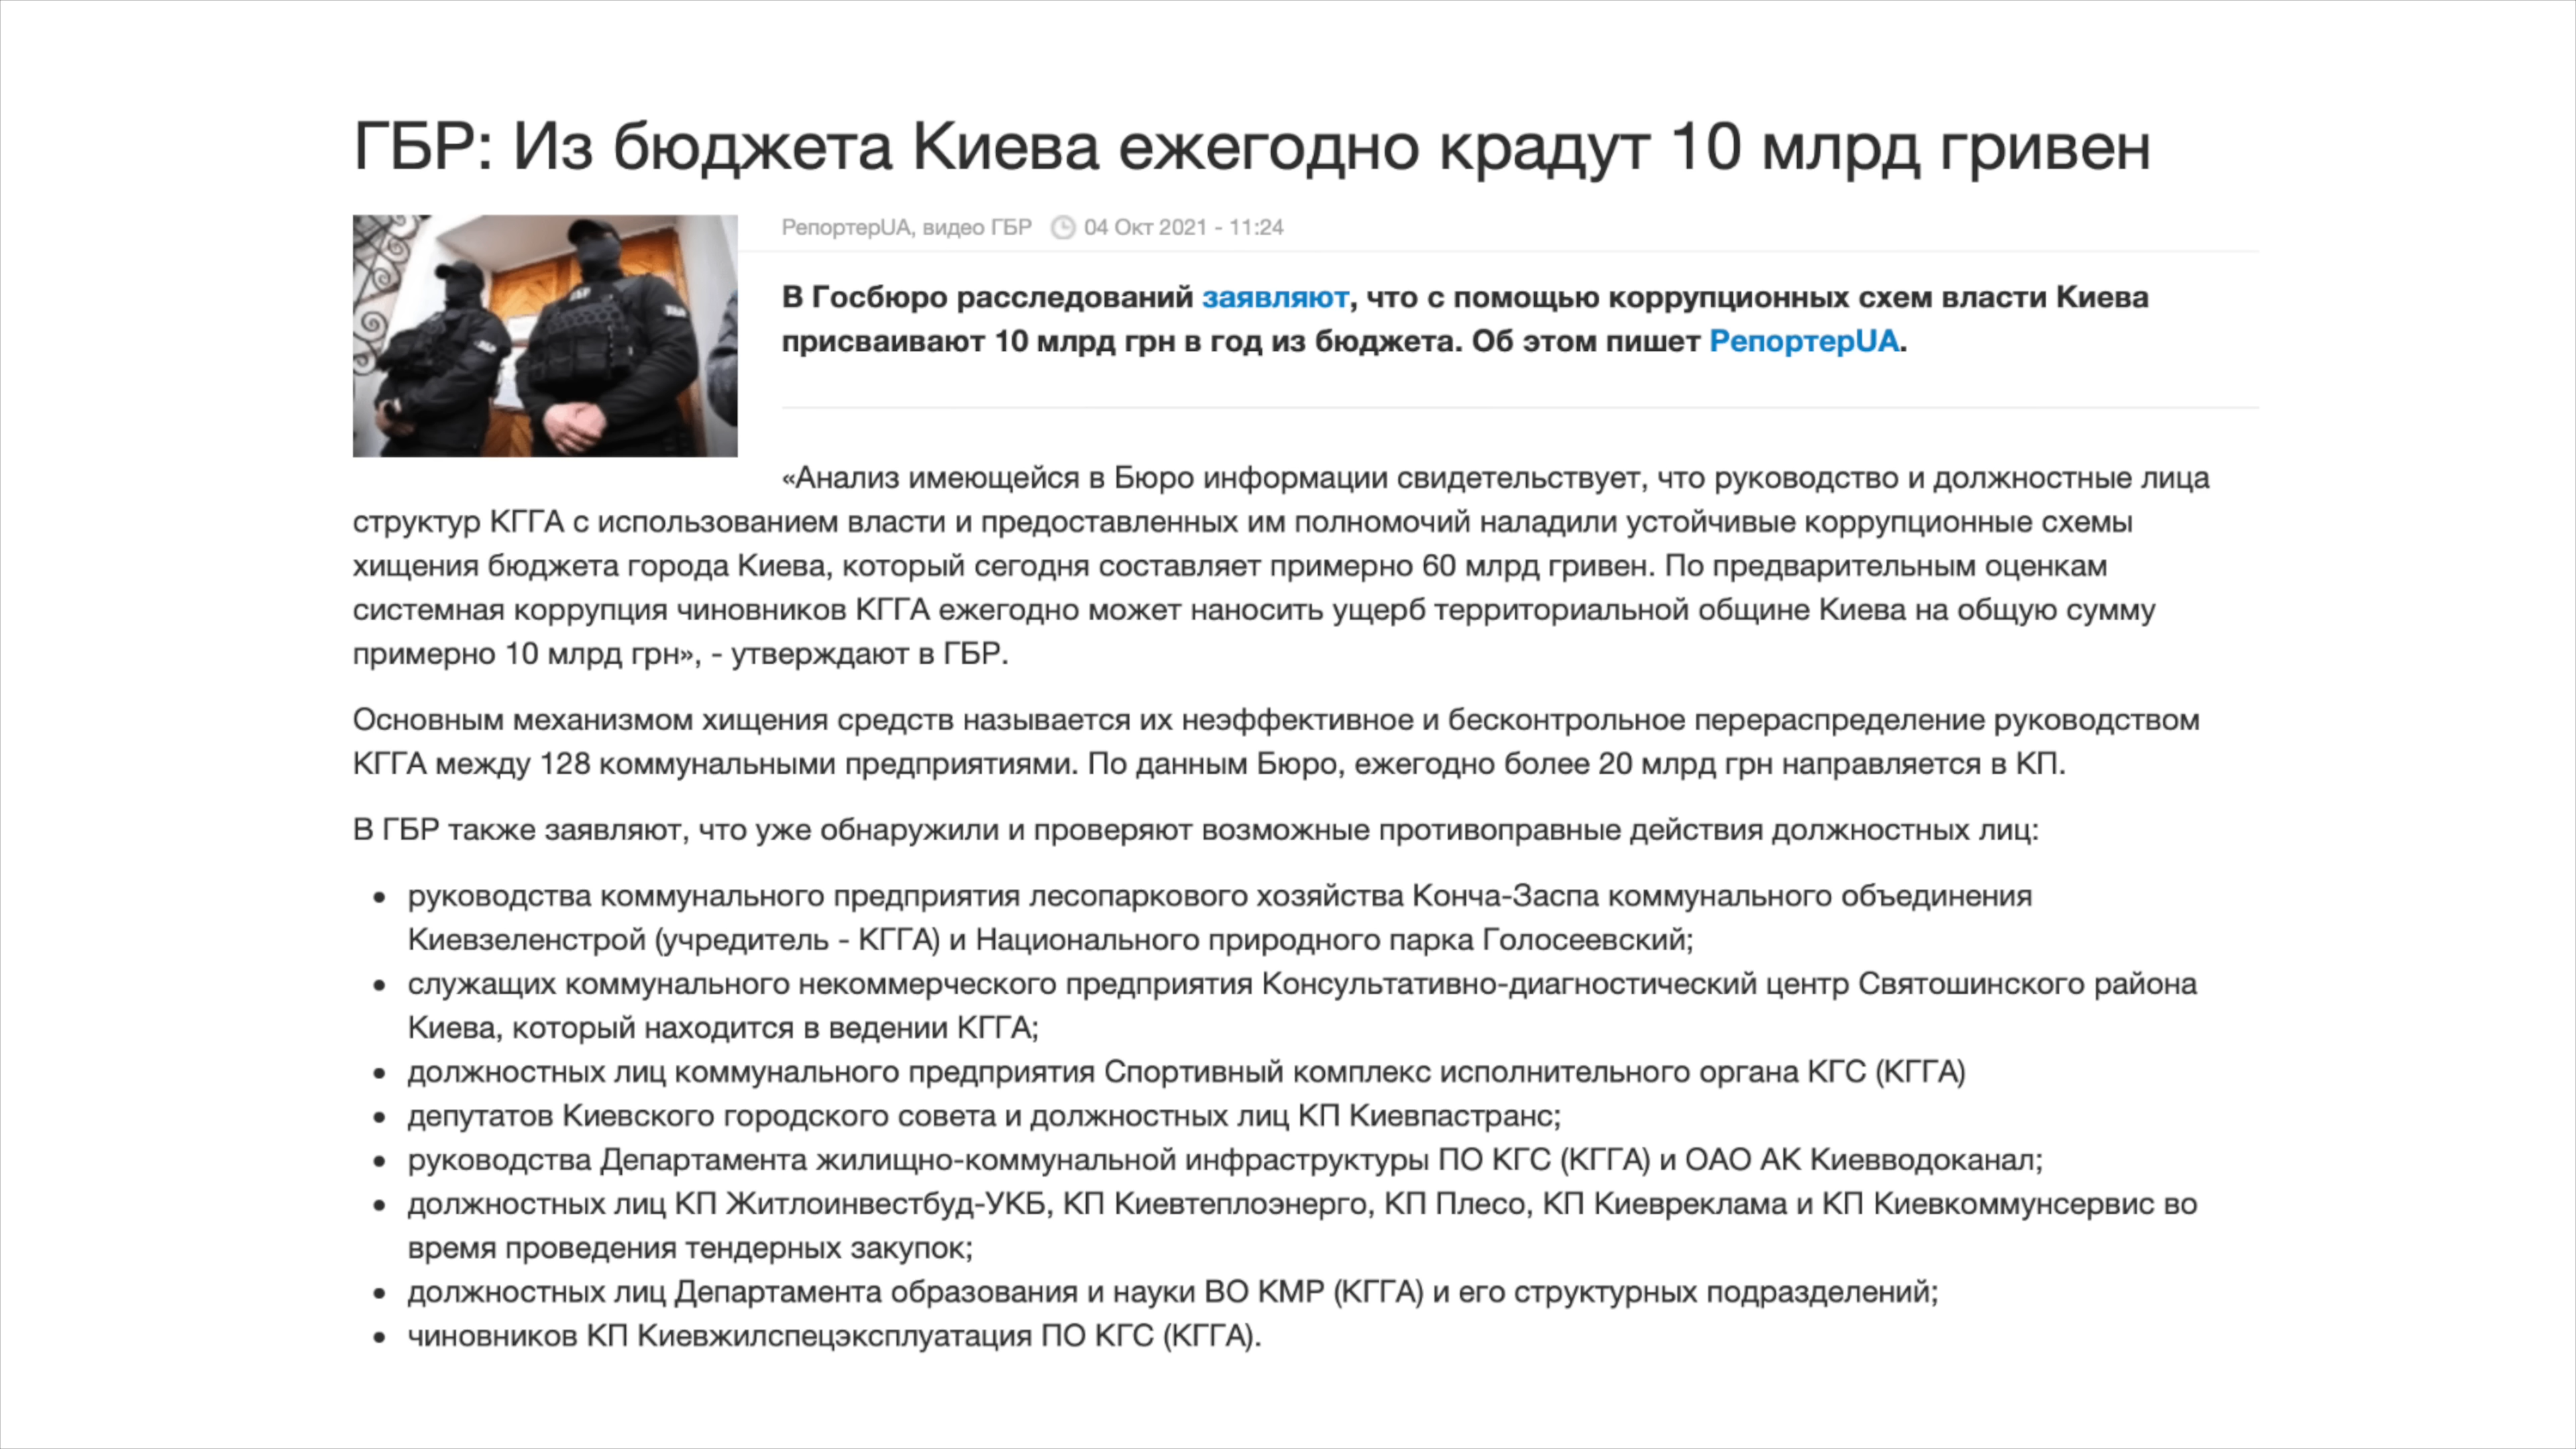 ГБР: Из бюджета Киева ежегодно крадут 10 млрд гривен
РепортерUA, видео ГБР 04 Окт 2021 - 11:24
В Госбюро расследований заявляют, что с помощью коррупционных схем власти Киева
присваивают 10 млрд грн в год из бюджета. Об этом пишет РепортерUA.
«Анализ имеющейся в Бюро информации свидетельствует, что руководство и должностные лица
структур КГГА с использованием власти и предоставленных им полномочий наладили устойчивые коррупционные схемы
хищения бюджета города Киева, который сегодня составляет примерно 60 млрд гривен. По предварительным оценкам
системная коррупция чиновников КГГА ежегодно может наносить ущерб территориальной общине Киева на общую сумму
примерно 10 млрд грн», - утверждают в ГБР.
Основным механизмом хищения средств называется их неэффективное и бесконтрольное перераспределение руководством
КГГА между 128 коммунальными предприятиями. По данным Бюро, ежегодно более 20 млрд грн направляется в КП.
В ГБР также заявляют, что уже обнаружили и проверяют возможные противоправные действия должностных лиц:
• руководства коммунального предприятия лесопаркового хозяйства Конча-Заспа коммунального объединения
Киевзеленстрой (учредитель - КГГА) и Национального природного парка Голосеевский;
• служащих коммунального некоммерческого предприятия Консультативно-диагностический центр Святошинского района
Киева, который находится в ведении КГГА;
• должностных лиц коммунального предприятия Спортивный комплекс исполнительного органа КГС (КГГА)
• депутатов Киевского городского совета и должностных лиц КП Киевпастранс;
• руководства Департамента жилищно-коммунальной инфраструктуры ПО КГС (КГГА) и ОАО АК Киевводоканал;
• должностных лиц КП Житлоинвестбуд-УКБ, КП Киевтеплоэнерго, КП Плесо, КП Киевреклама и КП Киевкоммунсервис во
время проведения тендерных закупок;
• должностных лиц Департамента образования и науки ВО КМР (КГГА) и его структурных подразделений;
• чиновников КП Киевжилспецэксплуатация ПО КГС (КГГА).